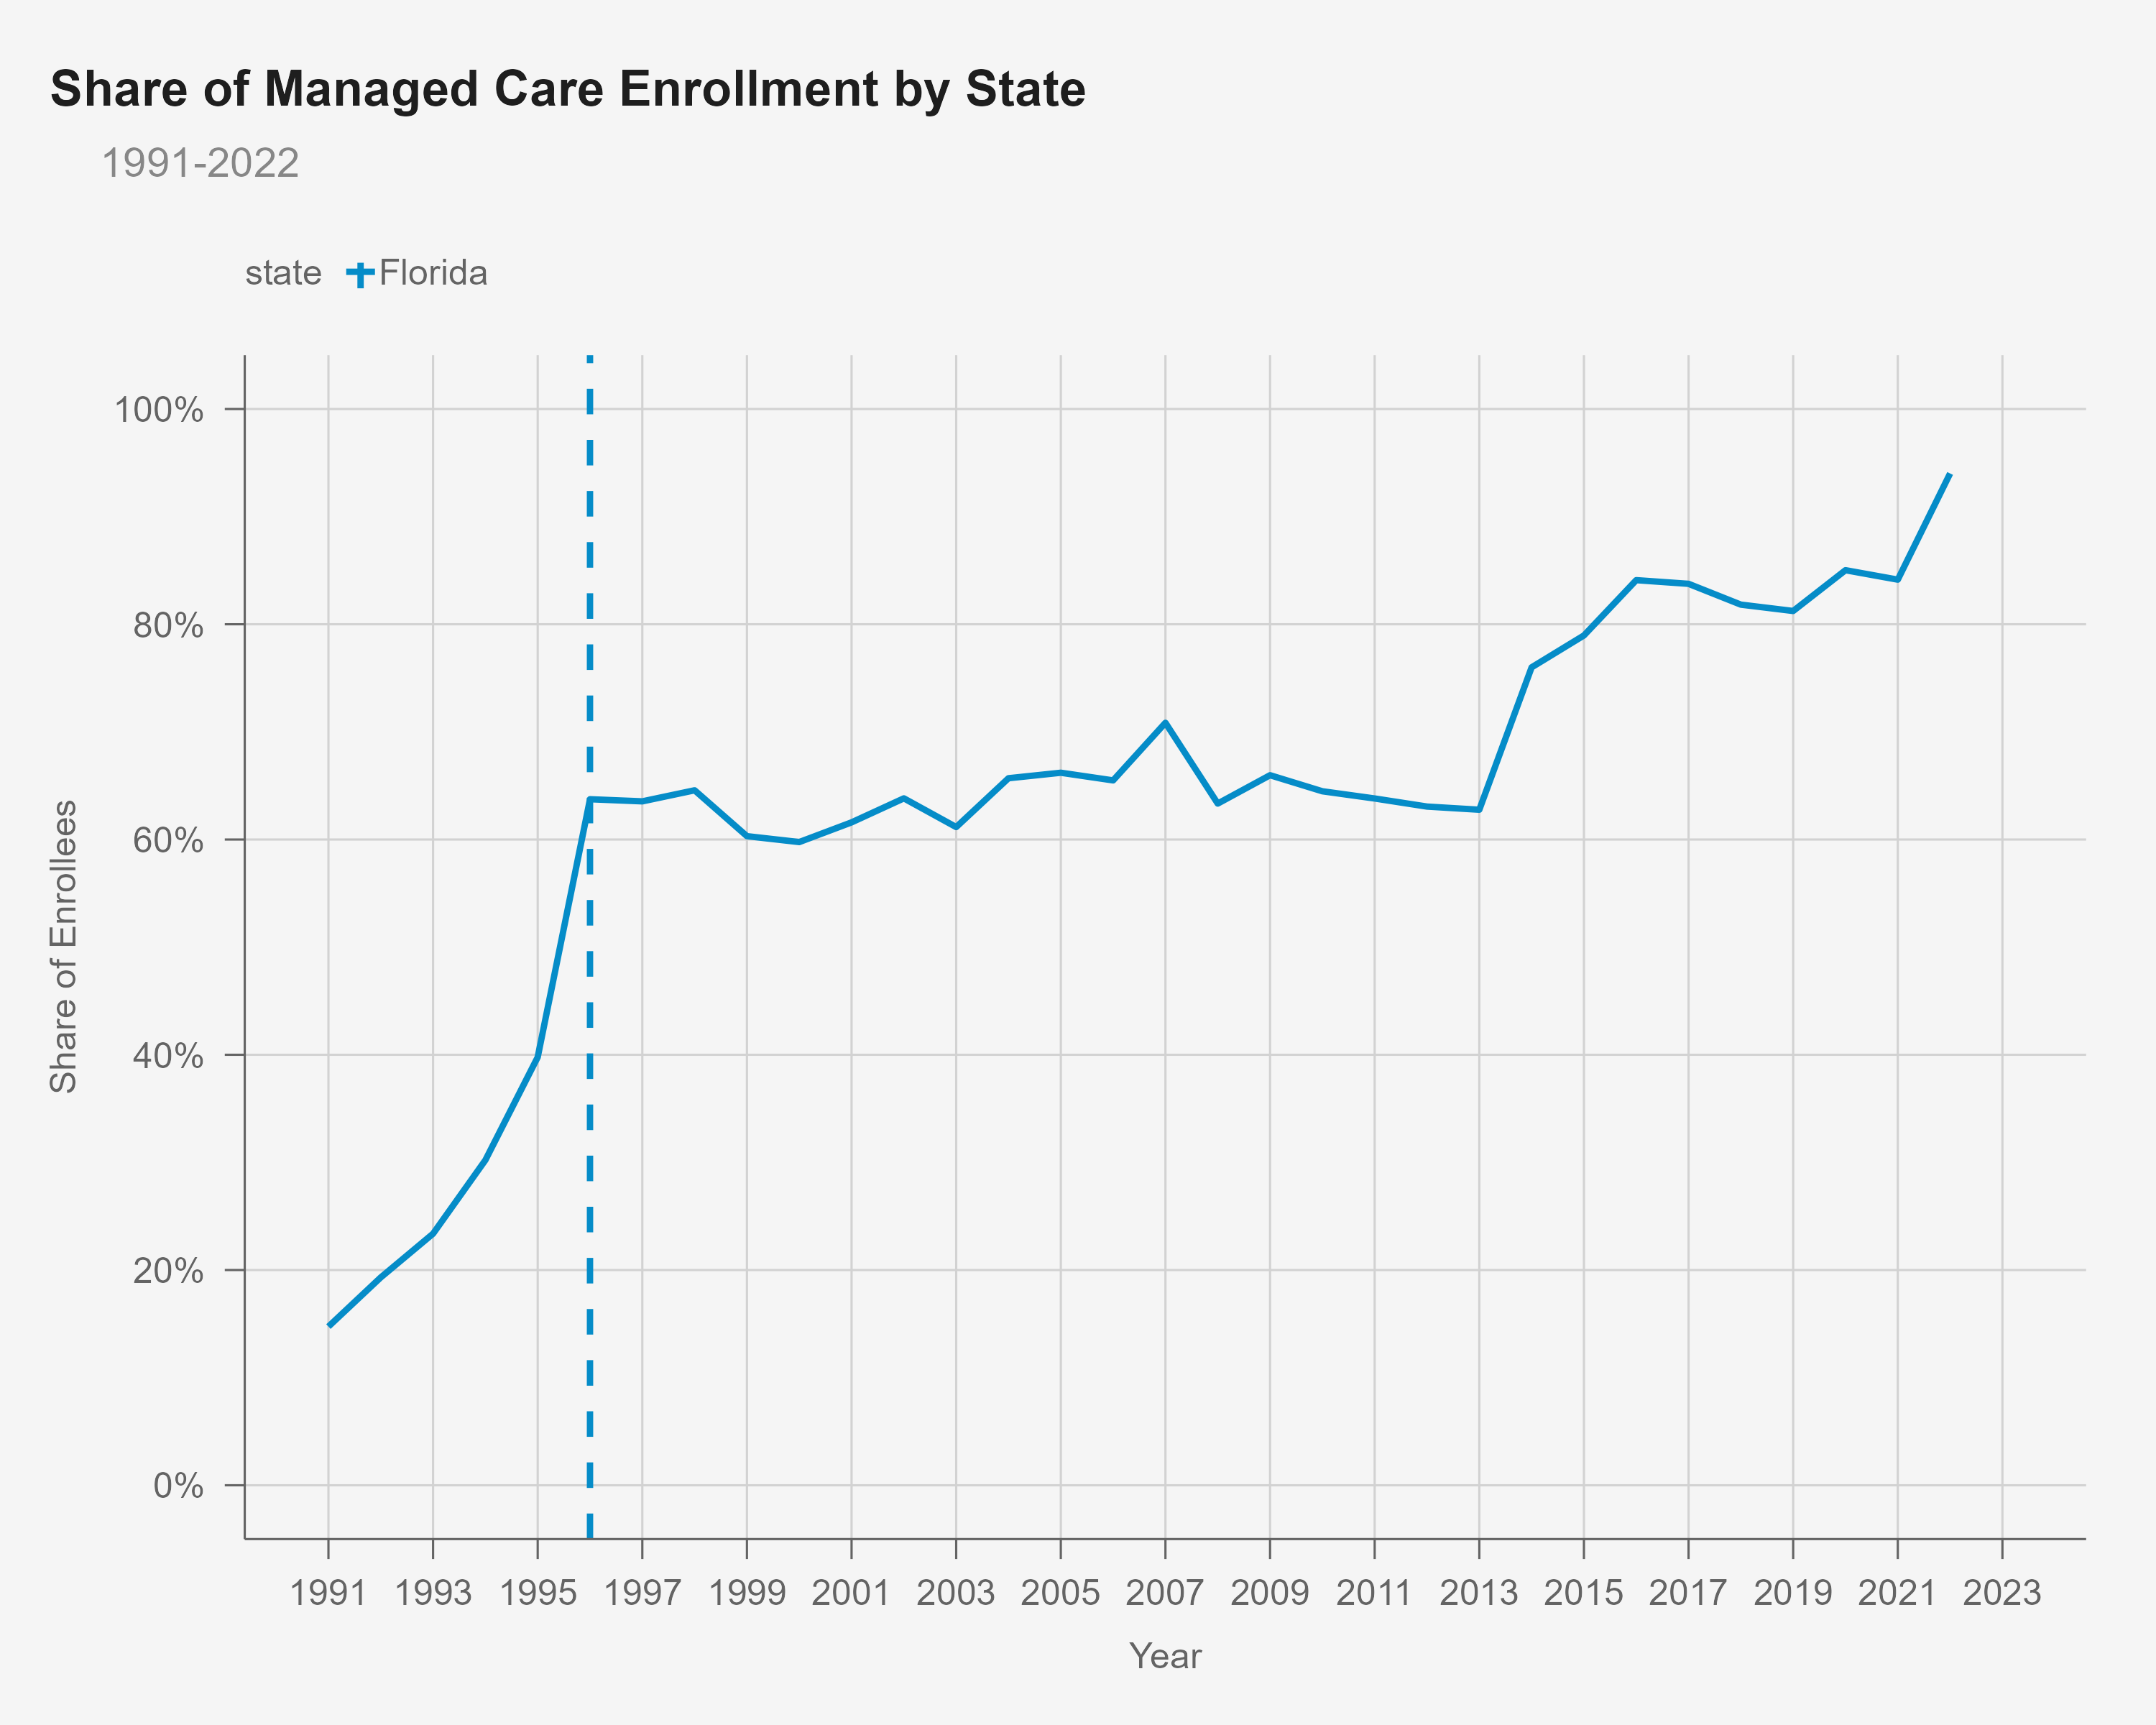 Share of Managed Care Enrollment by State
1991-2022
state Florida
100%
80%
60%
40%
20%
0%
Share of Enrollees
1991 1993 1995 1997 1999 2001 2003 2005 2007 2009 2011 2013 2015 2017 2019 2021 2023
Year